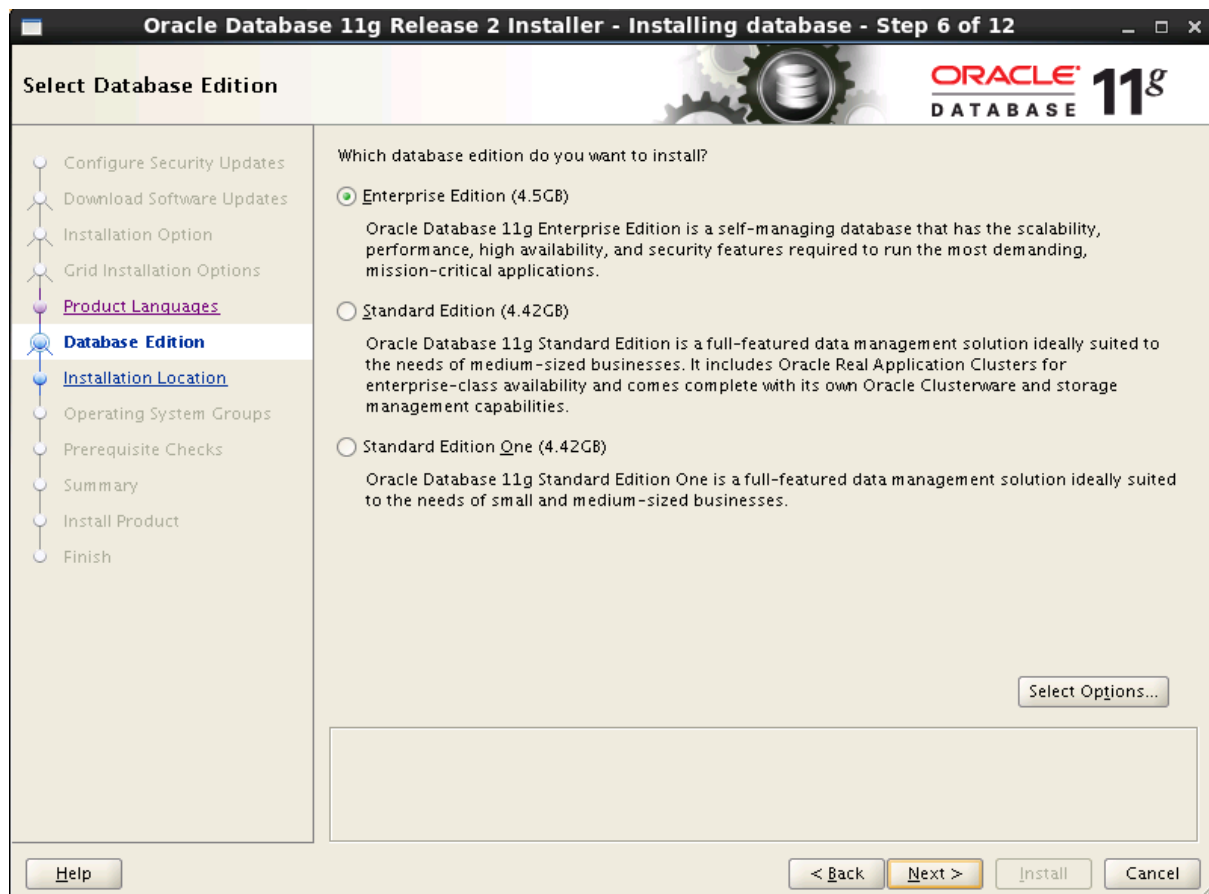 Oracle Database 11g Release 2 Installer - Installing database - Step 6 of 12
Select Database Edition
ORACLE
DATABASE
11g
Configure Security Updates
Download Software Updates
Installation Option
Grid Installation Options
Product Languages
Database Edition
Installation Location
Operating System Groups
Prerequisite Checks
Summary
Install Product
Finish
Which database edition do you want to install?
Enterprise Edition (4.5GB)
Oracle Database 11g Enterprise Edition is a self-managing database that has the scalability,
performance, high availability, and security features required to run the most demanding,
mission-critical applications.
Standard Edition (4.42GB)
Oracle Database 11g Standard Edition is a full-featured data management solution ideally suited to
the needs of medium-sized businesses. It includes Oracle Real Application Clusters for
enterprise-class availability and comes complete with its own Oracle Clusterware and storage
management capabilities.
Standard Edition One (4.42GB)
Oracle Database 11g Standard Edition One is a full-featured data management solution ideally suited
to the needs of small and medium-sized businesses.
Select Options...
Help
< Back
Next >
Install
Cancel